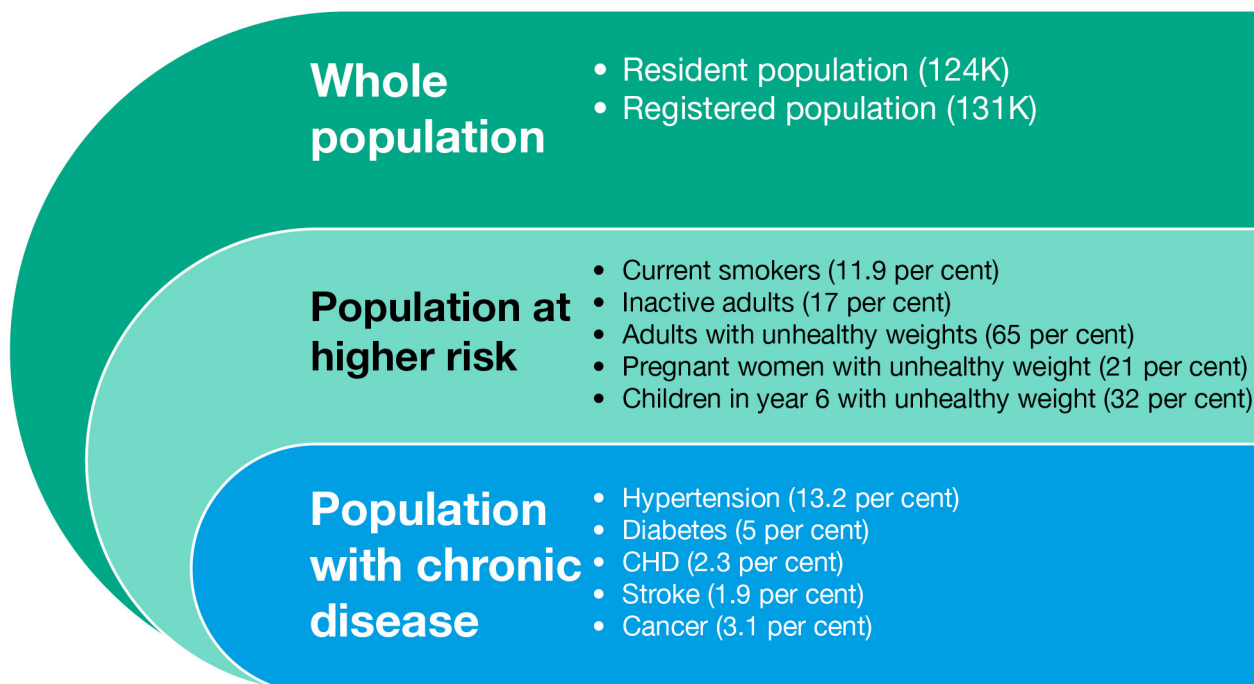 Whole
population
• Resident population (124K)
• Registered population (131K)
Population at
higher risk
• Current smokers (11.9 per cent)
• Inactive adults (17 per cent)
• Adults with unhealthy weights (65 per cent)
• Pregnant women with unhealthy weight (21 per cent)
• Children in year 6 with unhealthy weight (32 per cent)
Population
with chronic
disease
• Hypertension (13.2 per cent)
• Diabetes (5 per cent)
• CHD (2.3 per cent)
• Stroke (1.9 per cent)
• Cancer (3.1 per cent)